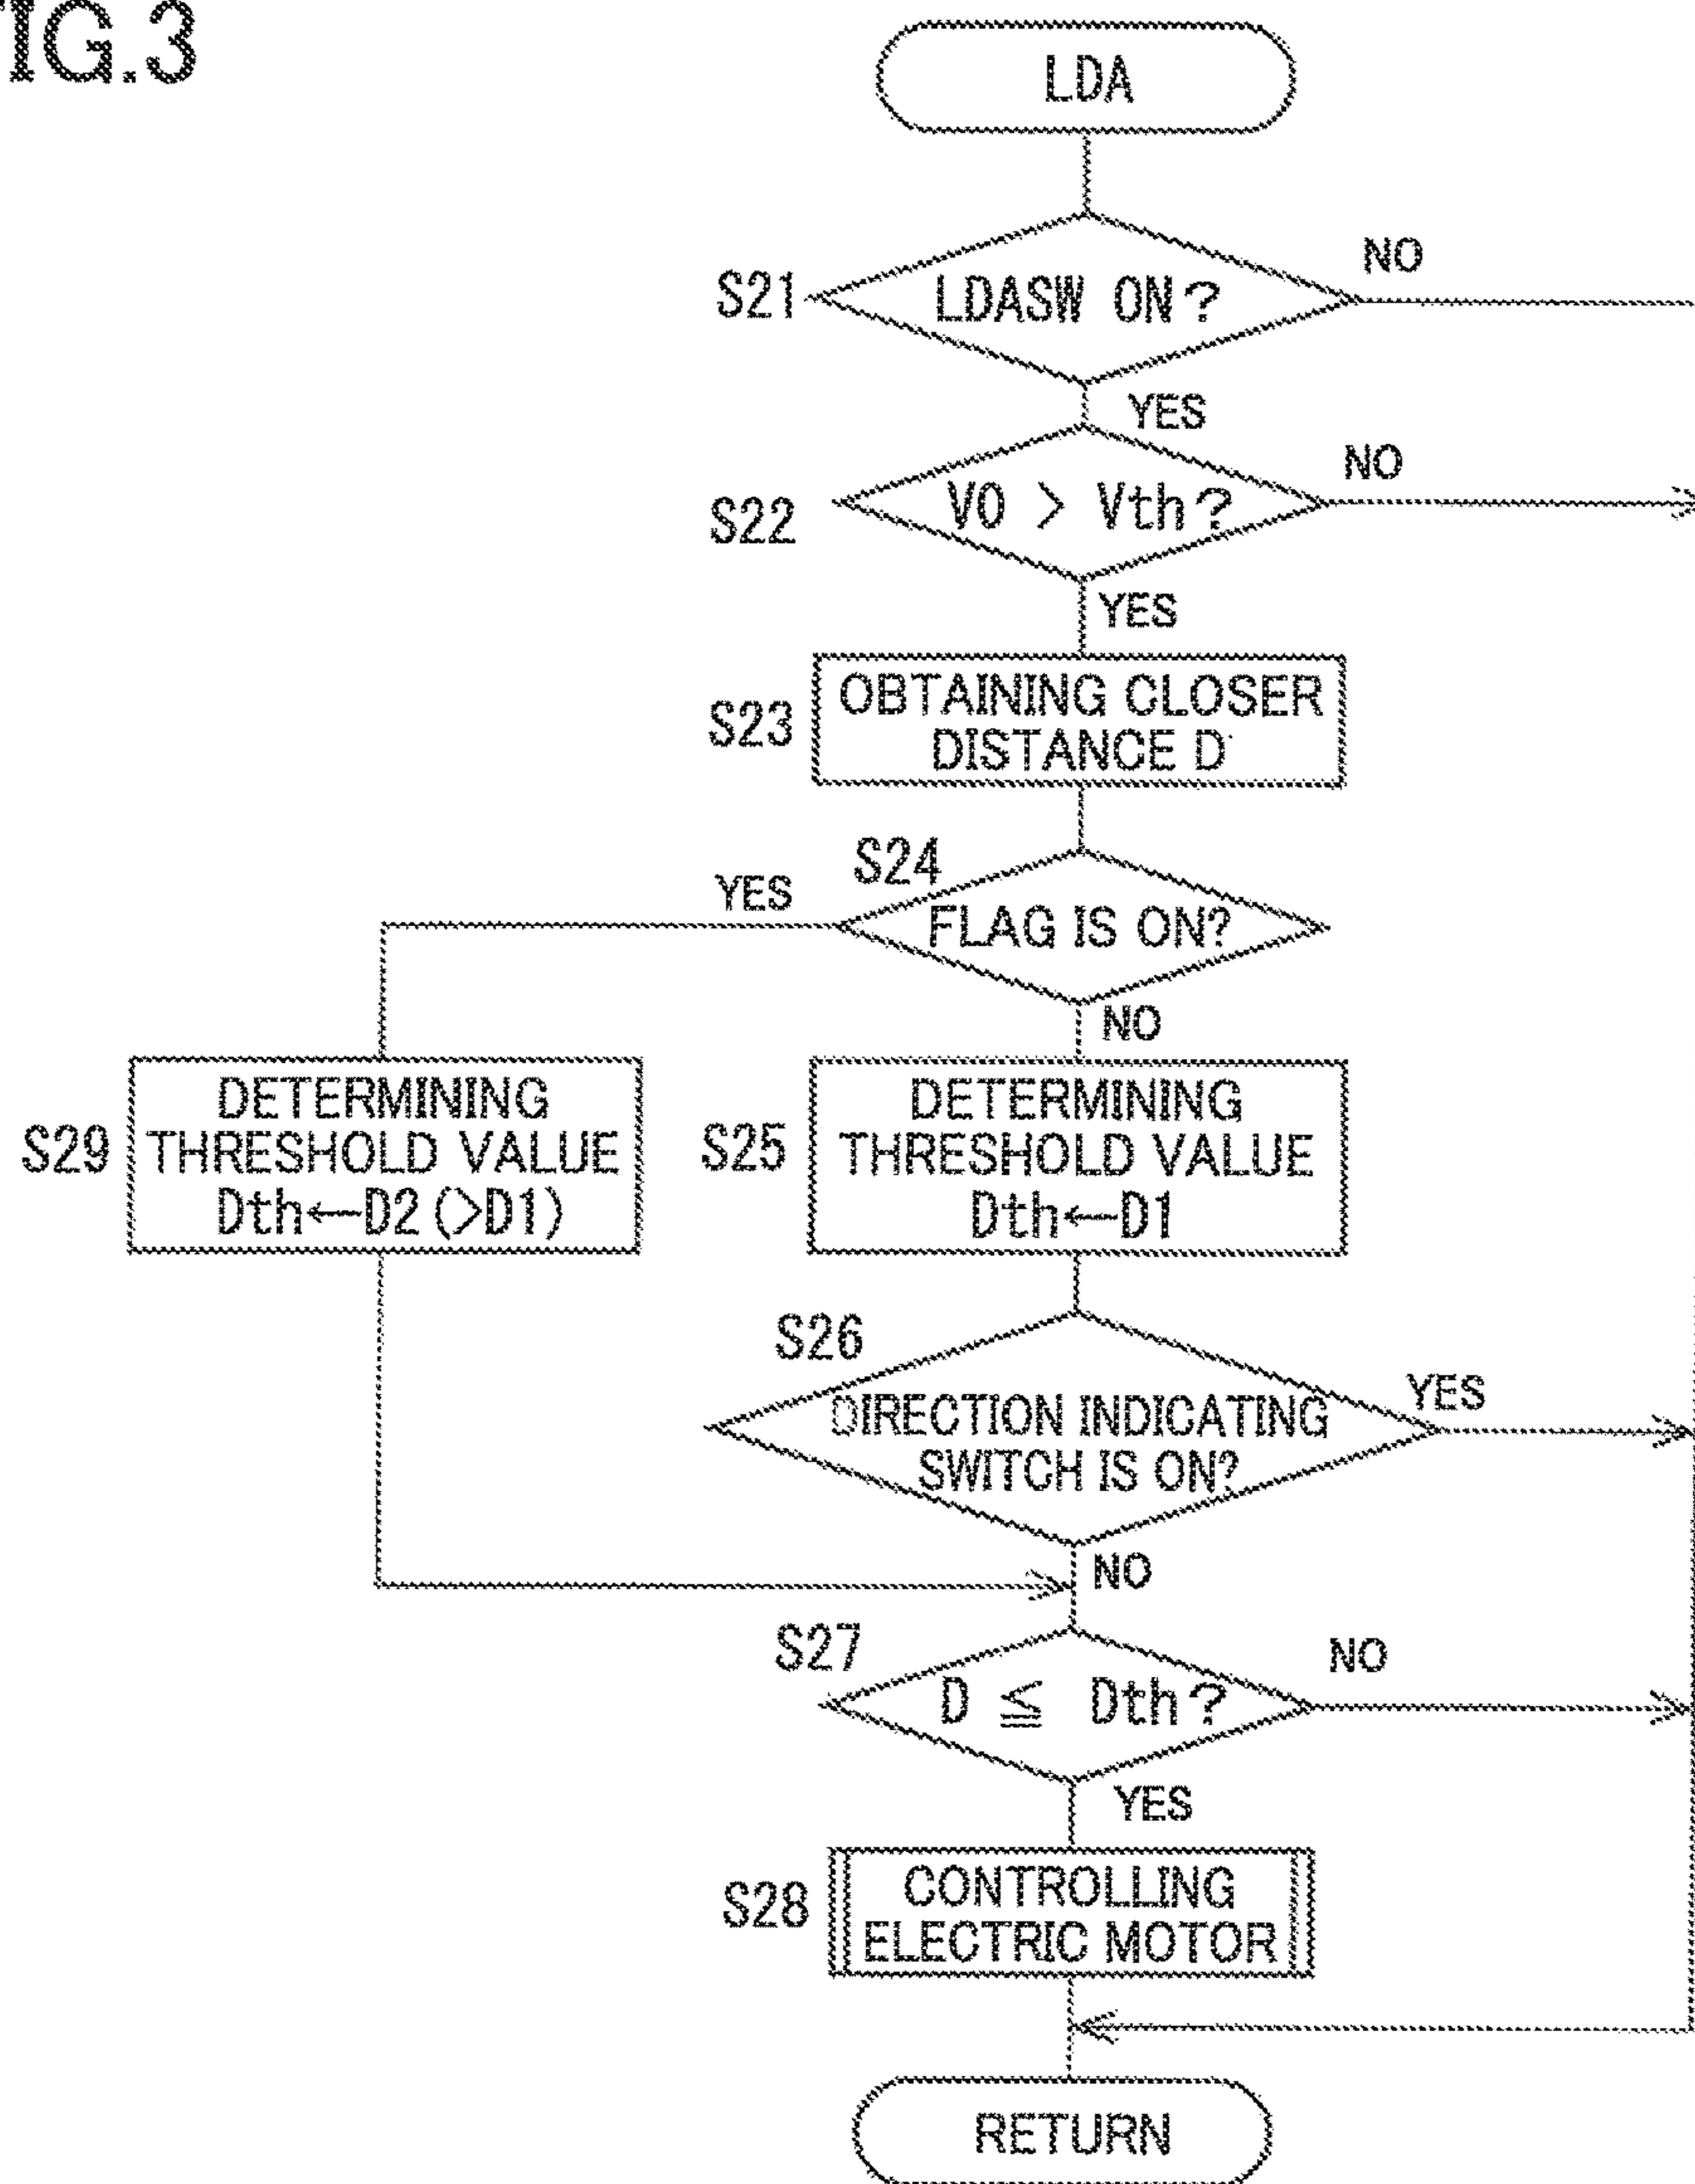 FIG.3
LDA
S21
LDASW ON?
NO
YES
S22
V0 > Vth?
NO
YES
S23
OBTAINING CLOSER
DISTANCE D
S24
YES
FLAG IS ON?
NO
S29
DETERMINING
THRESHOLD VALUE
Dth←D2(>D1)
S25
DETERMINING
THRESHOLD VALUE
Dth←D1
S26
DIRECTION INDICATING
SWITCH IS ON?
YES
NO
S27
D ≦ Dth?
NO
YES
S28
CONTROLLING
ELECTRIC MOTOR
RETURN